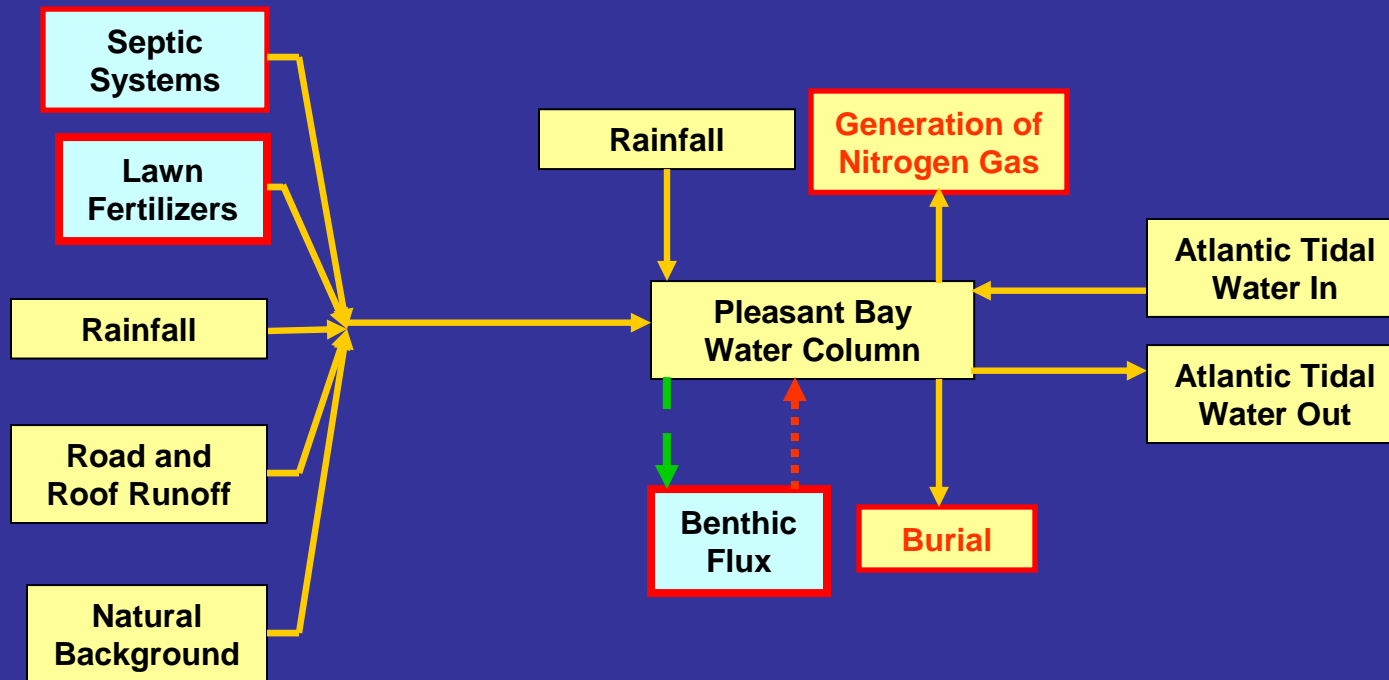 Septic
Systems
Lawn
Fertilizers
Rainfall
Road and
Roof Runoff
Natural
Background
Rainfall
Generation of
Nitrogen Gas
Pleasant Bay
Water Column
Benthic
Flux
Burial
Atlantic Tidal
Water In
Atlantic Tidal
Water Out